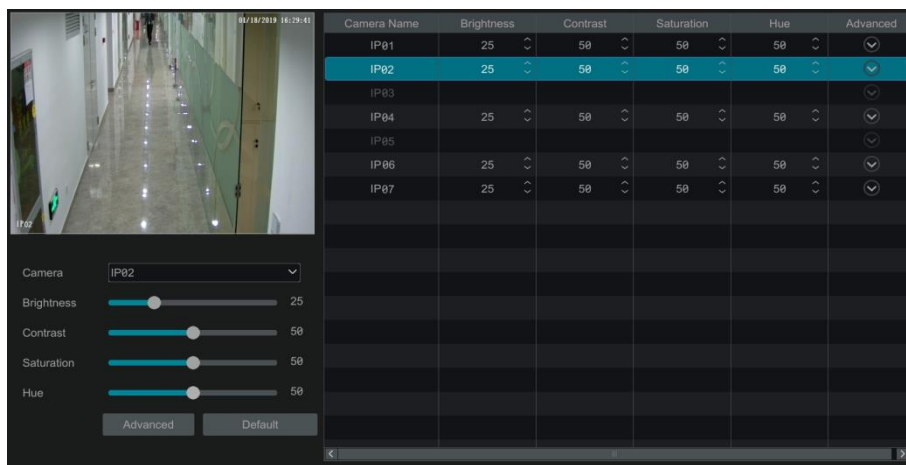 01/18/2019 16:29:41
IP02
Camera IP02
Brightness 25
Contrast 50
Saturation 50
Hue 50
Advanced Default
Camera Name Brightness Contrast Saturation Hue Advanced
IP01 25 50 50 50
IP02 25 50 50 50
IP03
IP04 25 50 50 50
IP05
IP06 25 50 50 50
IP07 25 50 50 50